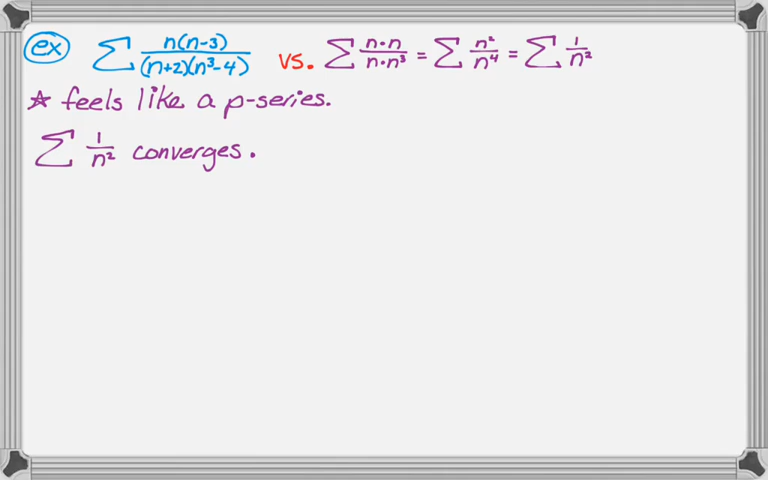 ex ∑ n(n-3)/((n+2)(n³-4)) vs. ∑ n·n/n·n³ = ∑ n²/n⁴ = ∑ 1/n²
☆ feels like a p-series.
∑ 1/n² converges.